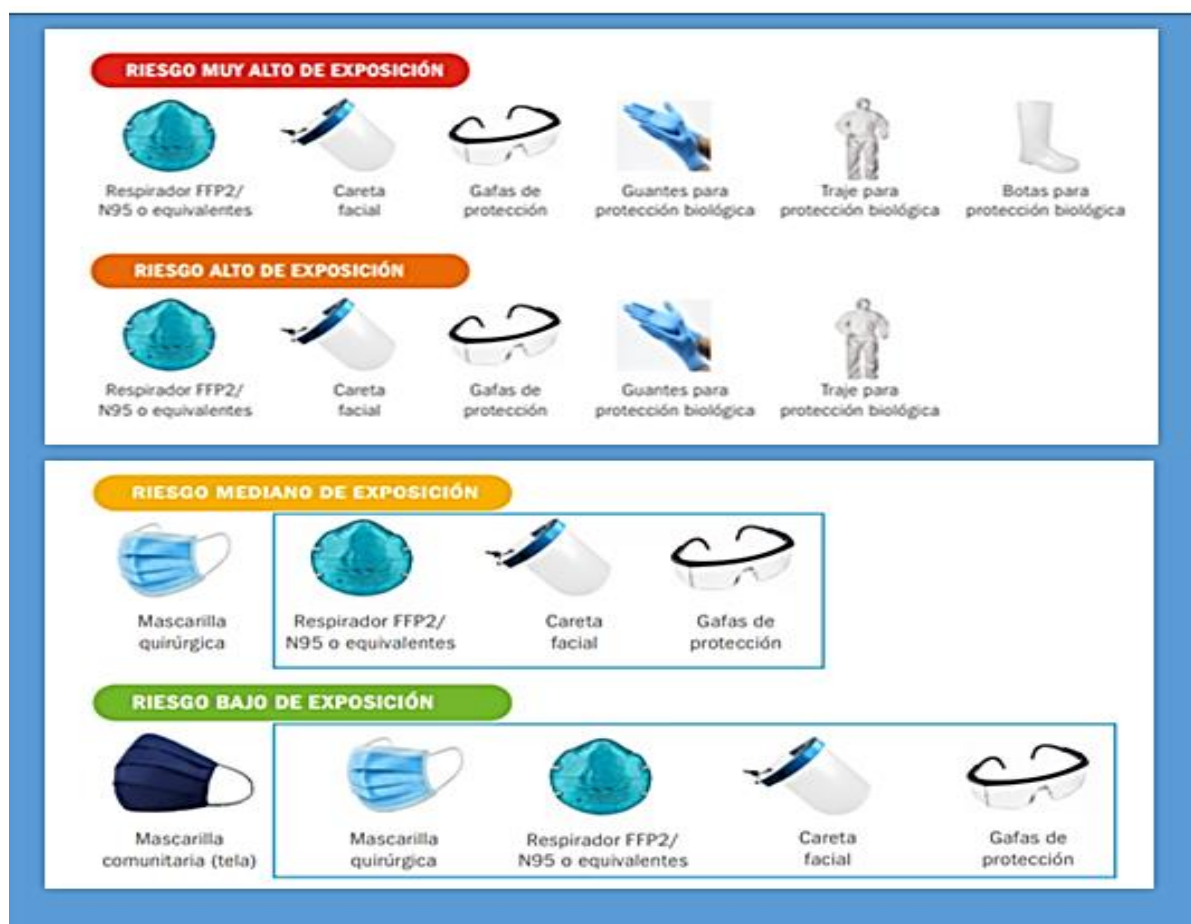 RIESGO MUY ALTO DE EXPOSICIÓN
Respirador FFP2/
N95 o equivalentes
Careta
facial
Gafas de
protección
Guantes para
protección biológica
Traje para
protección biológica
Botas para
protección biológica
RIESGO ALTO DE EXPOSICIÓN
Respirador FFP2/
N95 o equivalentes
Careta
facial
Gafas de
protección
Guantes para
protección biológica
Traje para
protección biológica
RIESGO MEDIANO DE EXPOSICIÓN
Mascarilla
quirúrgica
Respirador FFP2/
N95 o equivalentes
Careta
facial
Gafas de
protección
RIESGO BAJO DE EXPOSICIÓN
Mascarilla
comunitaria (tela)
Mascarilla
quirúrgica
Respirador FFP2/
N95 o equivalentes
Careta
facial
Gafas de
protección